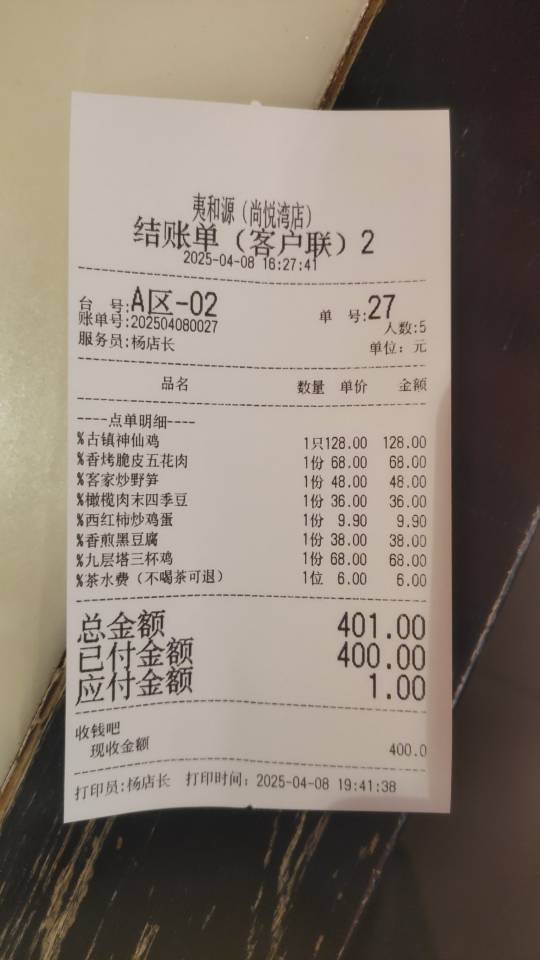 夷和源（尚悦湾店）
结账单（客户联）2
2025-04-08 16:27:41
台 号:A区-02 单 号:27
账单号:202504080027 人数:5
服务员:杨店长 单位: 元
品名 数量 单价 金额
----点单明细----
%古镇神仙鸡 1只128.00 128.00
%香烤脆皮五花肉 1份 68.00 68.00
%客家炒野笋 1份 48.00 48.00
%橄榄肉末四季豆 1份 36.00 36.00
%西红柿炒鸡蛋 1份 9.90 9.90
%香煎黑豆腐 1份 38.00 38.00
%九层塔三杯鸡 1份 68.00 68.00
%茶水费（不喝茶可退） 1位 6.00 6.00
总金额 401.00
已付金额 400.00
应付金额 1.00
收钱吧
现收金额 400.0
打印员:杨店长 打印时间: 2025-04-08 19:41:38